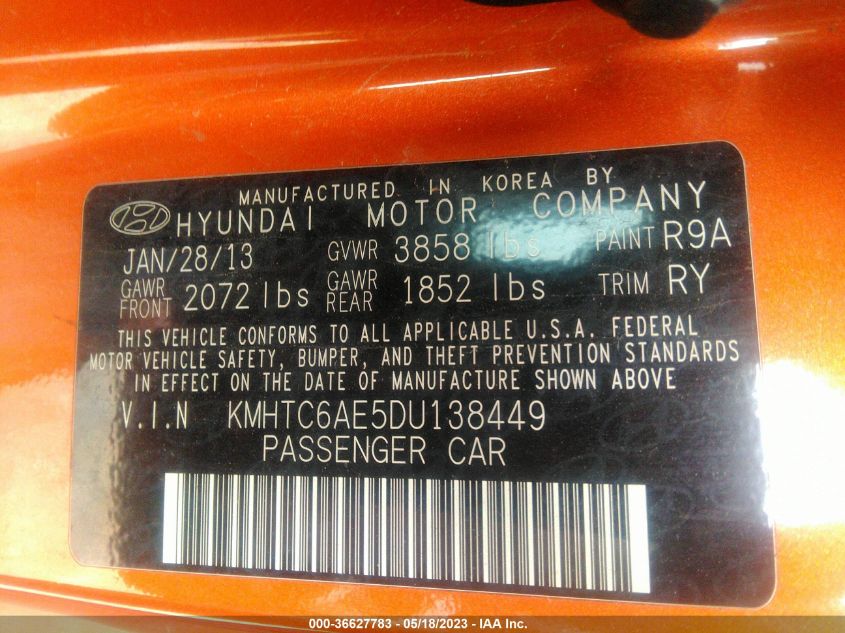 MANUFACTURED IN KOREA BY
HYUNDAI MOTOR COMPANY
JAN/28/13 GVWR 3858 lbs PAINT R9A
GAWR FRONT 2072 lbs GAWR REAR 1852 lbs TRIM RY
THIS VEHICLE CONFORMS TO ALL APPLICABLE U.S.A. FEDERAL
MOTOR VEHICLE SAFETY, BUMPER, AND THEFT PREVENTION STANDARDS
IN EFFECT ON THE DATE OF MANUFACTURE SHOWN ABOVE
V.I.N KMHTC6AE5DU138449
PASSENGER CAR
000-36627783 / 05/18/2023 - IAA Inc.